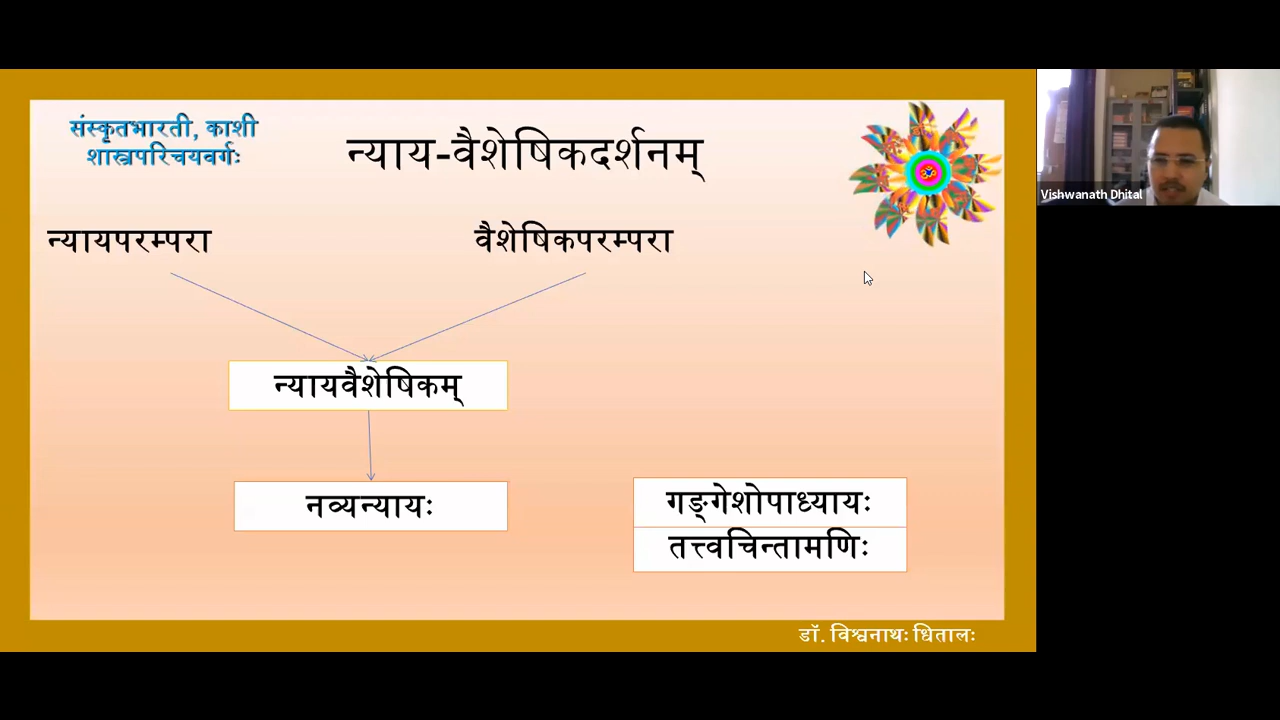 संस्कृतभारती, काशी
शास्त्रपरिचयवर्गः
न्याय-वैशेषिकदर्शनम्
Vishwanath Dhital
न्यायपरम्परा
वैशेषिकपरम्परा
न्यायवैशेषिकम्
नव्यन्यायः
गङ्गेशोपाध्यायः
तत्त्वचिन्तामणिः
डॉ. विश्वनाथः धितालः